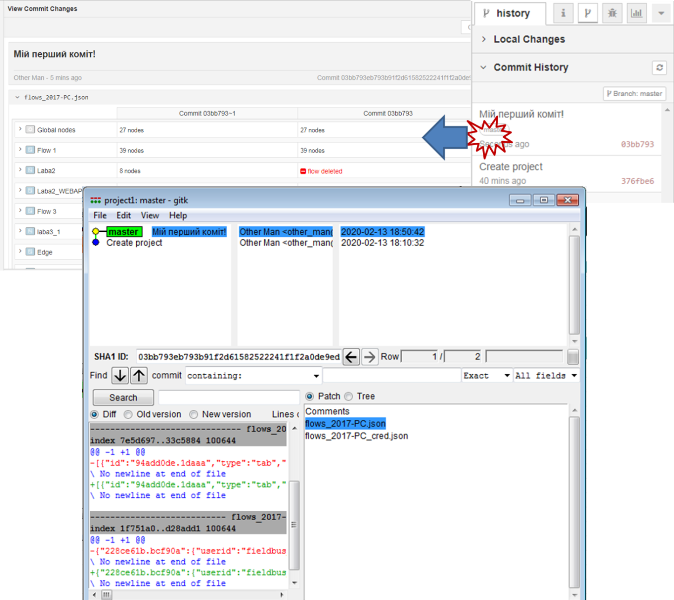 View Commit Changes
Мій перший коміт!
Other Man - 5 mins ago
Commit 03bb793eb793b91f2d61582522241f1f2a0de9
flows_2017-PC.json
Commit 03bb793~1
Commit 03bb793
Global nodes
27 nodes
27 nodes
Flow 1
39 nodes
39 nodes
Laba2
8 nodes
flow deleted
Laba2_WEBAP
Flow 3
laba3_1
Edge
history
Local Changes
Commit History
Branch: master
Мій перший коміт!
Seconds ago
03bb793
Create project
40 mins ago
376fbe6
project1: master - gitk
File Edit View Help
master Мій перший коміт!
Other Man <other_man
2020-02-13 18:50:42
Create project
Other Man <other_man
2020-02-13 18:10:32
SHA1 ID: 03bb793eb793b91f2d61582522241f1f2a0de9ed
Row 1 / 2
Find commit containing:
Exact All fields
Search
Diff Old version New version Lines
Patch Tree
Comments
flows_2017-PC.json
flows_2017-PC_cred.json
---------------------------- flows_20
index 7e5d697..33c5884 100644
@@ -1 +1 @@
-[{"id":"94add0de.1daaa","type":"tab","
\ No newline at end of file
+[{"id":"94add0de.1daaa","type":"tab","
\ No newline at end of file
-------------------------- flows_2017-
index 1f751a0..d28add1 100644
@@ -1 +1 @@
-{"228ce61b.bcf90a":{"userid":"fieldbus
\ No newline at end of file
+{"228ce61b.bcf90a":{"userid":"fieldbus
\ No newline at end of file